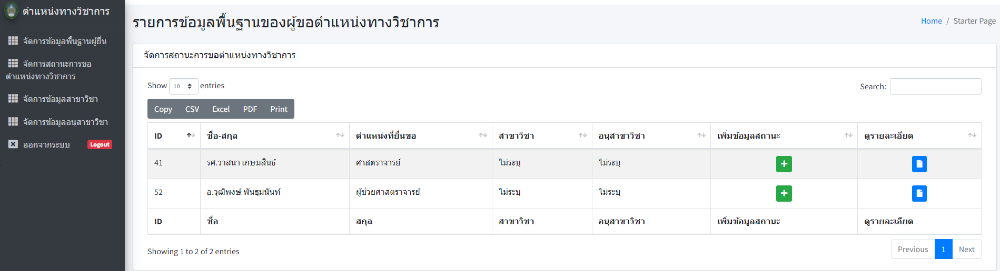 ตำแหน่งทางวิชาการ
จัดการข้อมูลพื้นฐานผู้ยื่น
จัดการสถานะการขอ
ตำแหน่งทางวิชาการ
จัดการข้อมูลสาขาวิชา
จัดการข้อมูลอนุสาขาวิชา
ออกจากระบบ Logout
รายการข้อมูลพื้นฐานของผู้ขอตำแหน่งทางวิชาการ
Home / Starter Page
จัดการสถานะการขอตำแหน่งทางวิชาการ
Show 10 entries
Search:
Copy CSV Excel PDF Print
ID ชื่อ-สกุล ตำแหน่งที่ยื่นขอ สาขาวิชา อนุสาขาวิชา เพิ่มข้อมูลสถานะ ดูรายละเอียด
41 รศ.วาสนา เกษมสินธ์ ศาสตราจารย์ ไม่ระบุ ไม่ระบุ
52 อ.วุฒิพงษ์ พันธุมนันท์ ผู้ช่วยศาสตราจารย์ ไม่ระบุ ไม่ระบุ
ID ชื่อ สกุล สาขาวิชา อนุสาขาวิชา เพิ่มข้อมูลสถานะ ดูรายละเอียด
Showing 1 to 2 of 2 entries
Previous 1 Next